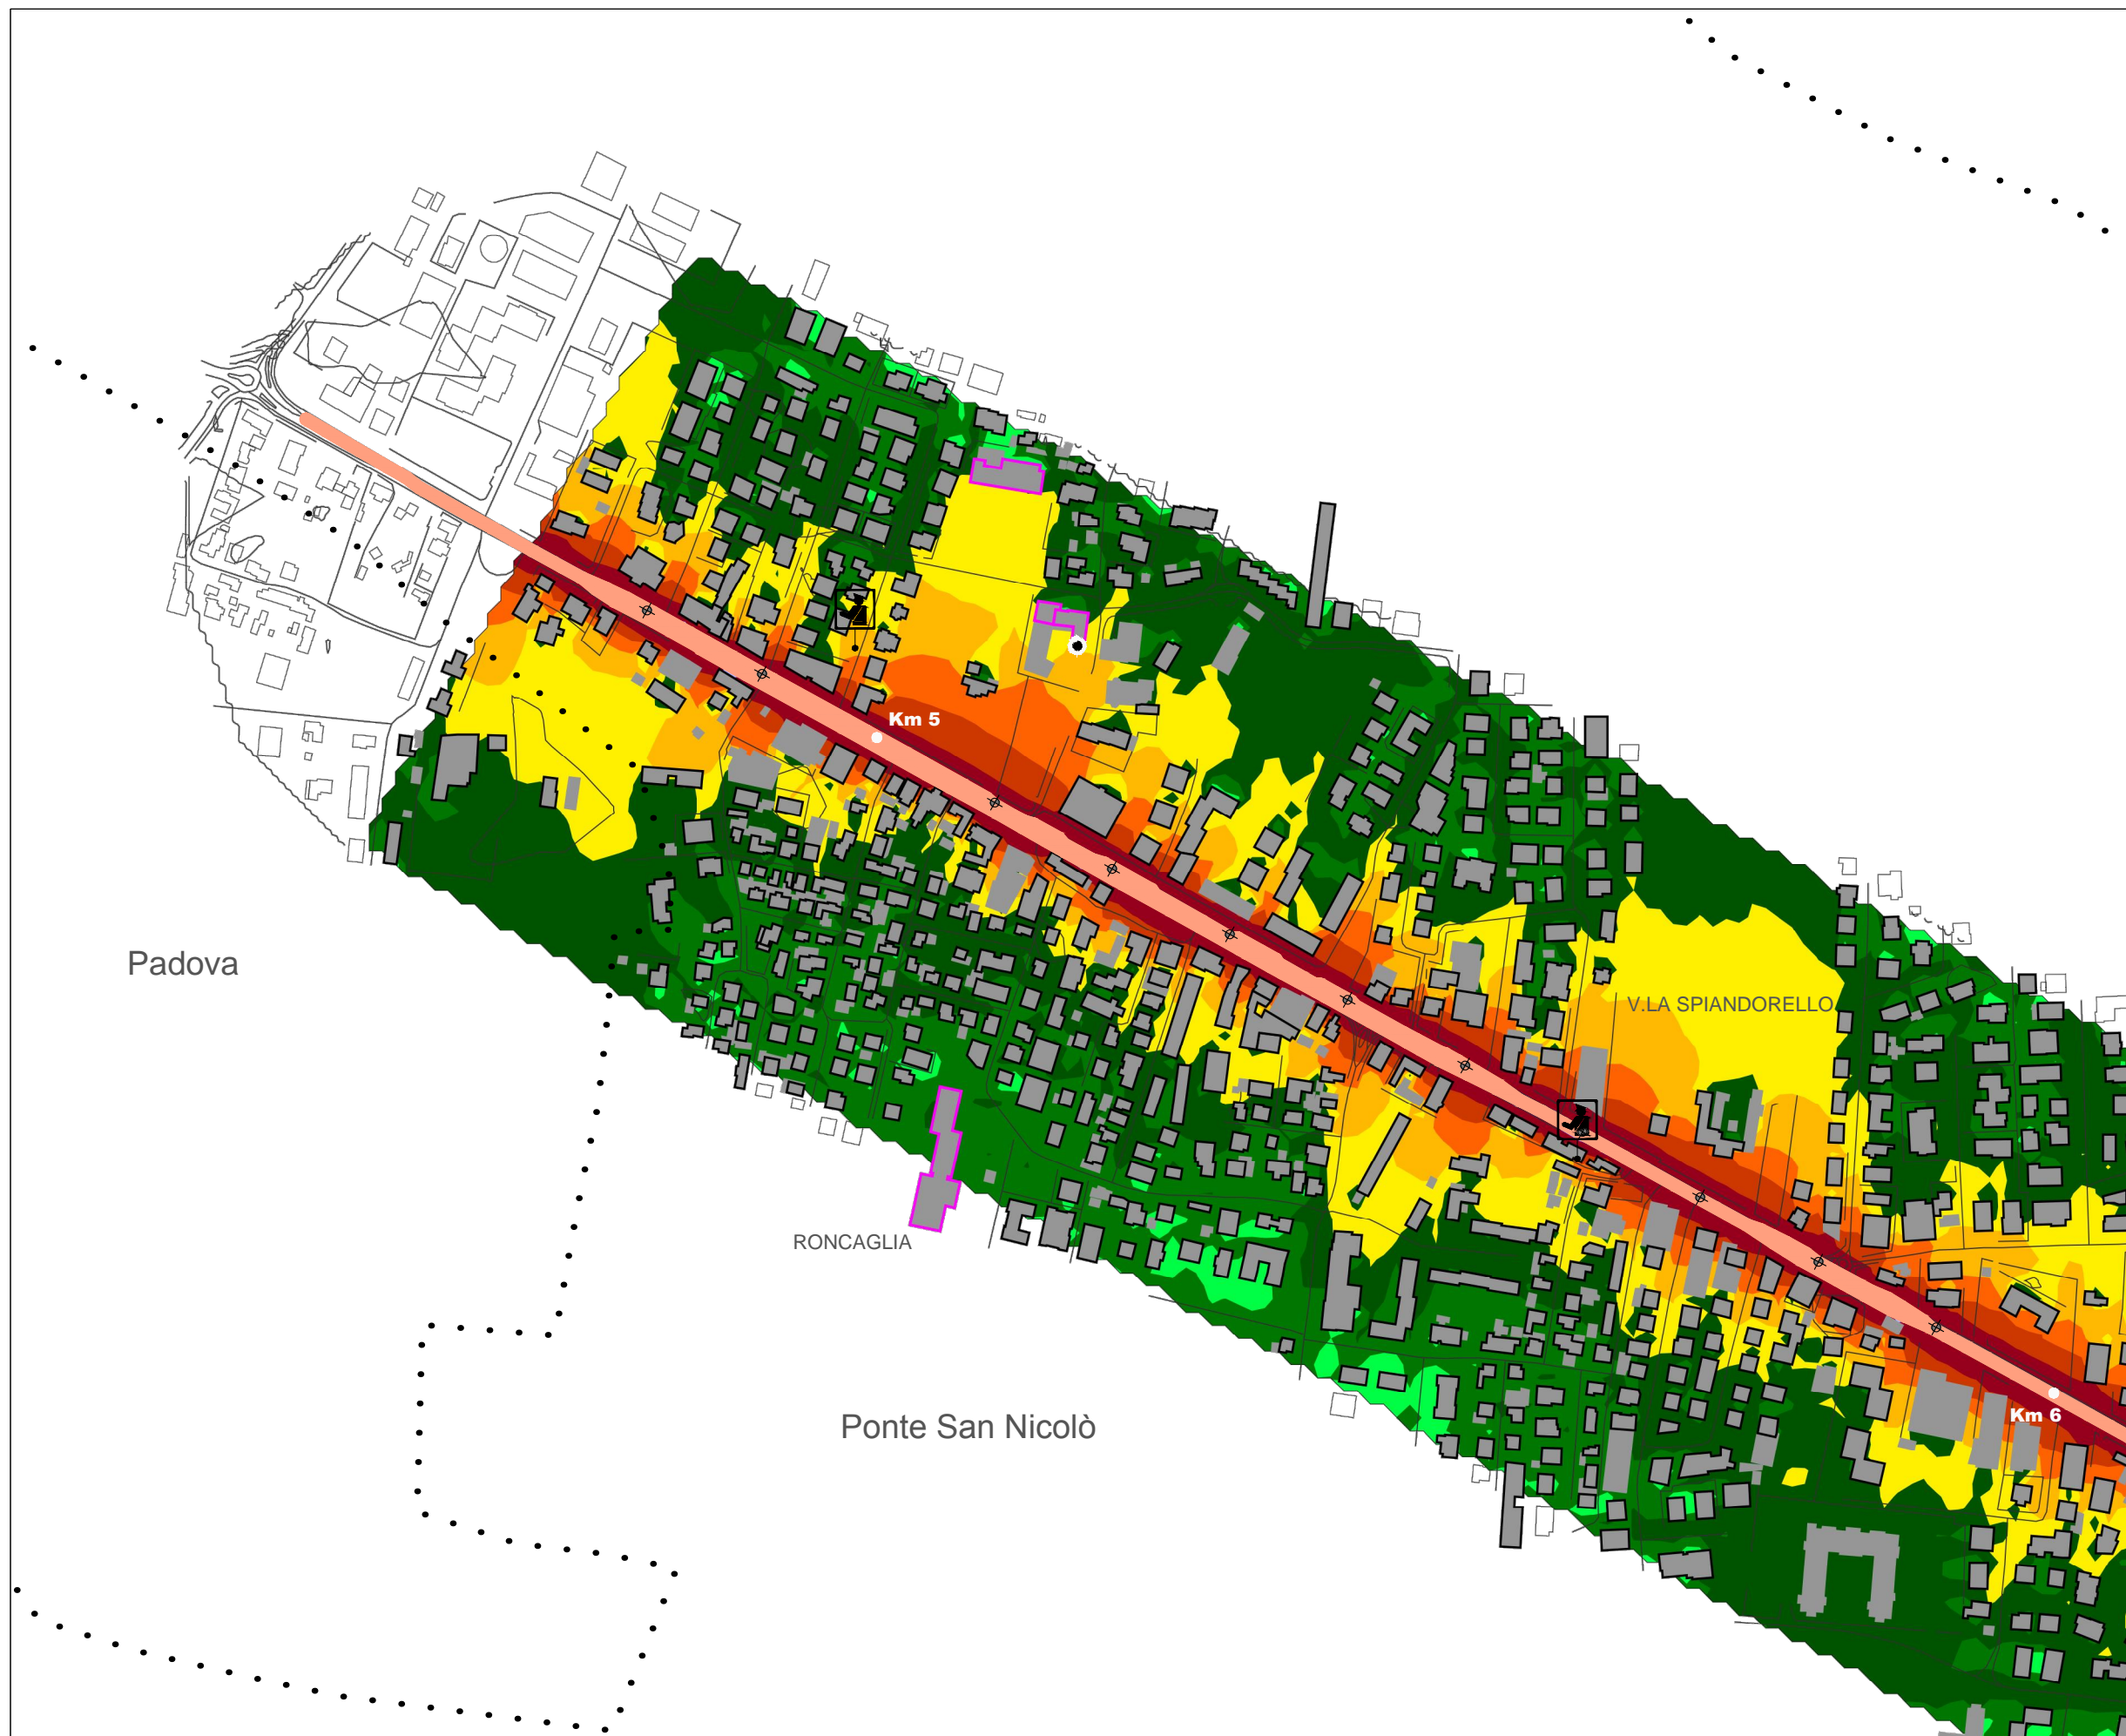 Km 5
Padova
V.LA SPIANDORELLO
RONCAGLIA
Ponte San Nicolò
Km 6